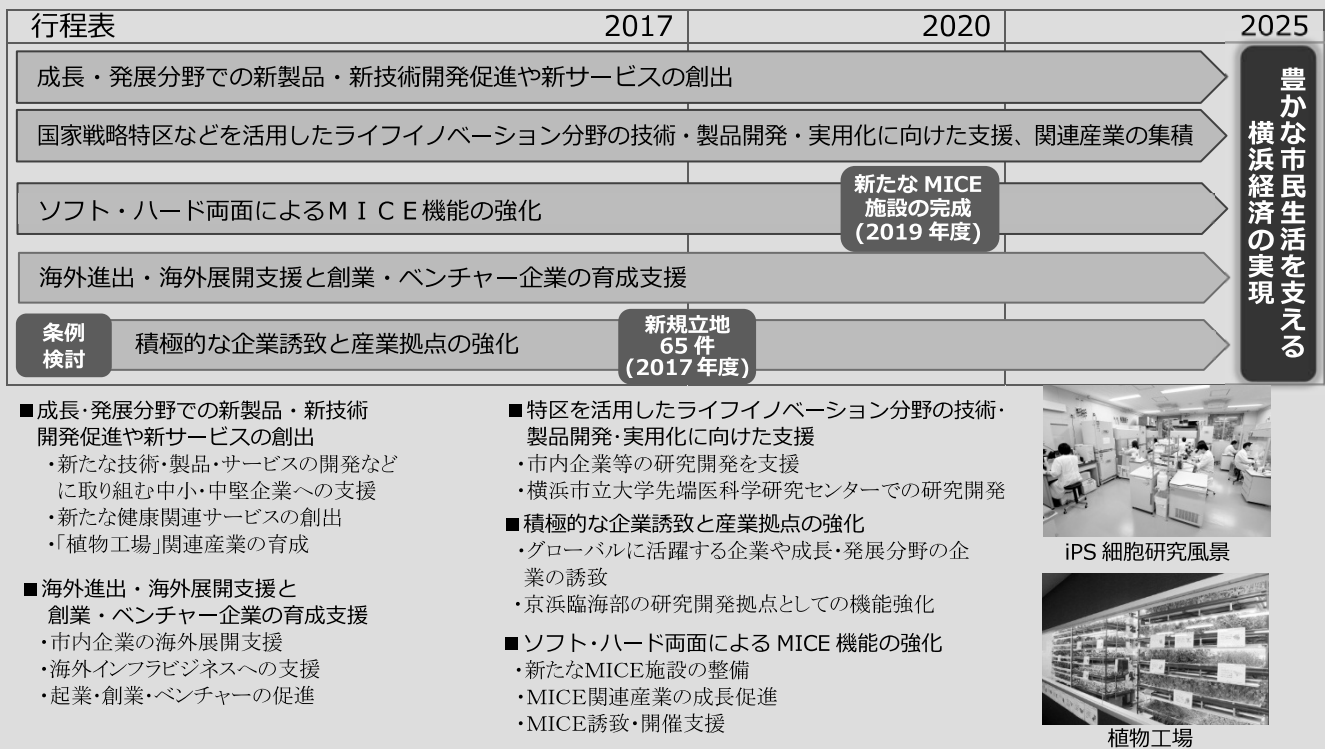 行程表 2017 2020 2025
成長・発展分野での新製品・新技術開発促進や新サービスの創出
国家戦略特区などを活用したライフイノベーション分野の技術・製品開発・実用化に向けた支援、関連産業の集積
ソフト・ハード両面によるＭＩＣＥ機能の強化
新たな MICE
施設の完成
(2019 年度)
海外進出・海外展開支援と創業・ベンチャー企業の育成支援
条例
検討
積極的な企業誘致と産業拠点の強化
新規立地
65 件
(2017 年度)
豊かな市民生活を支える
横浜経済の実現
■成長・発展分野での新製品・新技術
開発促進や新サービスの創出
・新たな技術・製品・サービスの開発など
に取り組む中小・中堅企業への支援
・新たな健康関連サービスの創出
・「植物工場」関連産業の育成
■海外進出・海外展開支援と
創業・ベンチャー企業の育成支援
・市内企業の海外展開支援
・海外インフラビジネスへの支援
・起業・創業・ベンチャーの促進
■特区を活用したライフイノベーション分野の技術・
製品開発・実用化に向けた支援
・市内企業等の研究開発を支援
・横浜市立大学先端医科学研究センターでの研究開発
■積極的な企業誘致と産業拠点の強化
・グローバルに活躍する企業や成長・発展分野の企
業の誘致
・京浜臨海部の研究開発拠点としての機能強化
■ソフト・ハード両面による MICE 機能の強化
・新たなMICE施設の整備
・MICE関連産業の成長促進
・MICE誘致・開催支援
iPS 細胞研究風景
植物工場